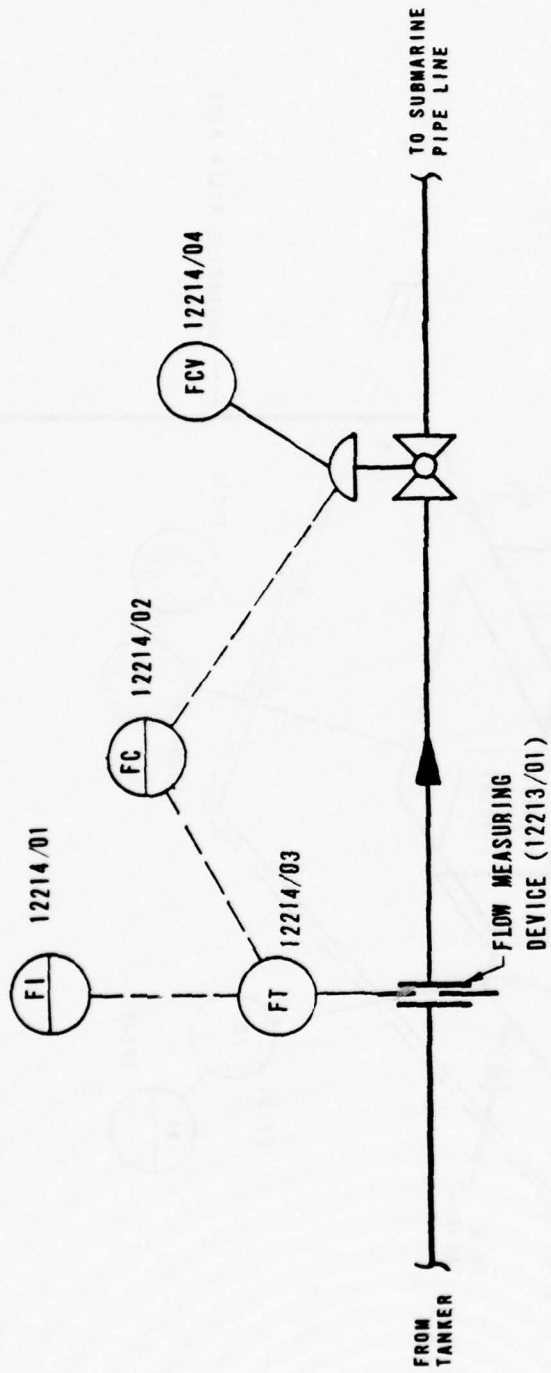 FI
12214/01
FC
12214/02
FCV
12214/04
FT
12214/03
FROM
TANKER
FLOW MEASURING
DEVICE (12213/01)
TO SUBMARINE
PIPE LINE